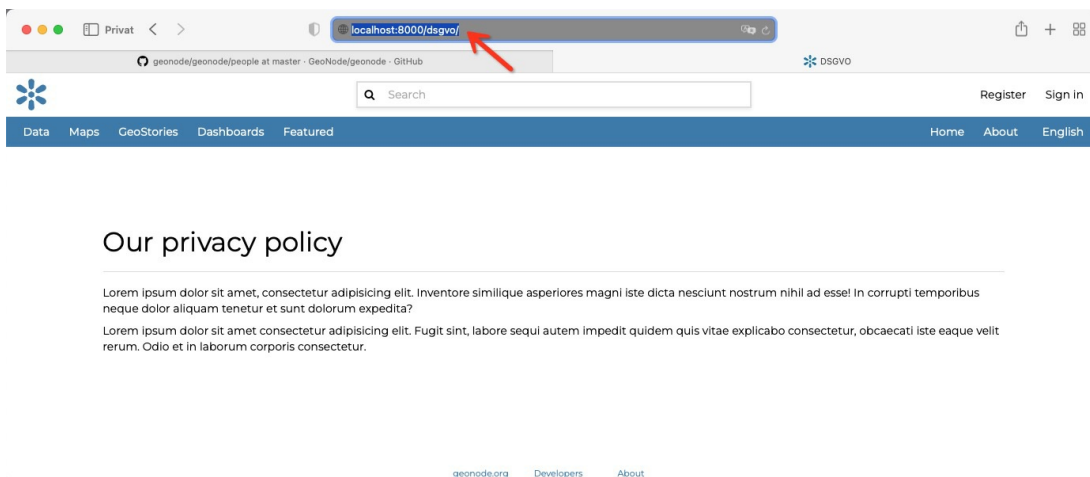 Privat
localhost:8000/dsgvo/
geonode/geonode/people at master · GeoNode/geonode · GitHub
DSGVO
Search
Register Sign in
Data Maps GeoStories Dashboards Featured
Home About English
Our privacy policy
Lorem ipsum dolor sit amet, consectetur adipisicing elit. Inventore similique asperiores magni iste dicta nesciunt nostrum nihil ad esse! In corrupti temporibus
neque dolor aliquam tenetur et sunt dolorum expedita?
Lorem ipsum dolor sit amet consectetur adipisicing elit. Fugit sint, labore sequi autem impedit quidem quis vitae explicabo consectetur, obcaecati iste eaque velit
rerum. Odio et in laborum corporis consectetur.
geonode.org Developers About